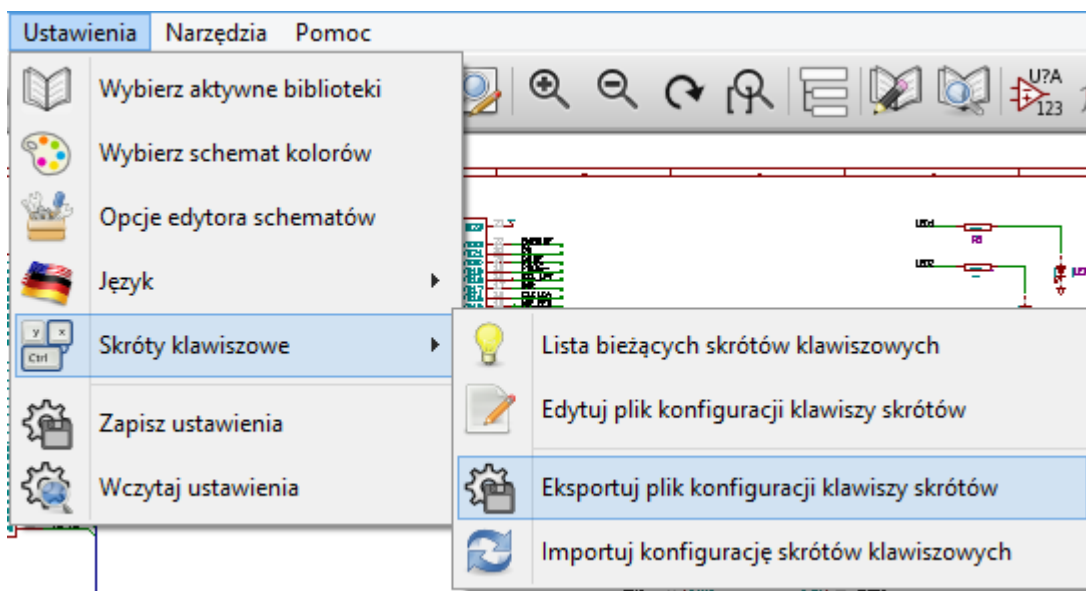 Ustawienia Narzędzia Pomoc
Wybierz aktywne biblioteki
U?A
123
Wybierz schemat kolorów
Opcje edytora schematów
Język
Skróty klawiszowe
y x
Ctrl
Lista bieżących skrótów klawiszowych
Edytuj plik konfiguracji klawiszy skrótów
Zapisz ustawienia
Wczytaj ustawienia
Eksportuj plik konfiguracji klawiszy skrótów
Importuj konfigurację skrótów klawiszowych